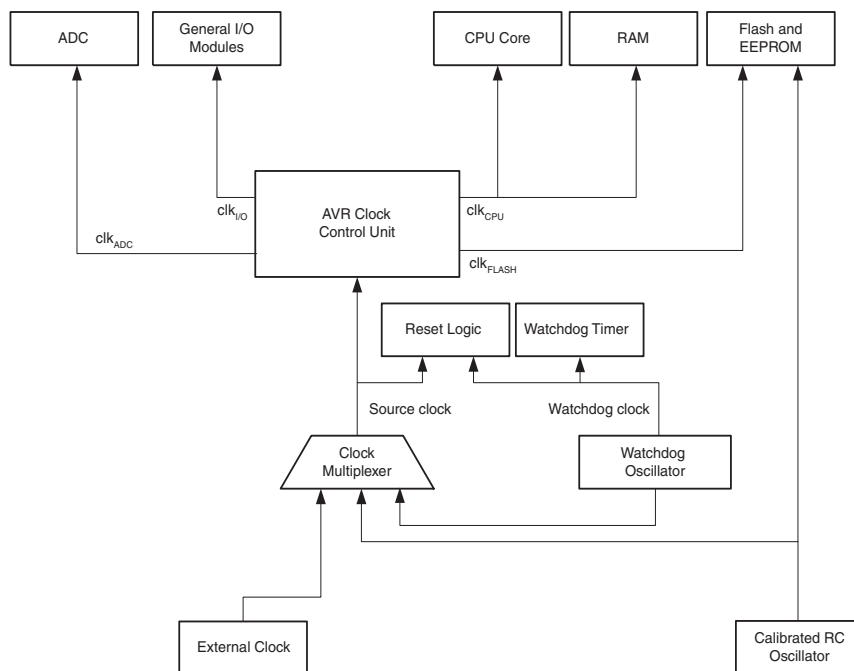 ADC
General I/O
Modules
CPU Core
RAM
Flash and
EEPROM
clkI/O
AVR Clock
Control Unit
clkCPU
clkADC
clkFLASH
Reset Logic
Watchdog Timer
Source clock
Watchdog clock
Clock
Multiplexer
Watchdog
Oscillator
External Clock
Calibrated RC
Oscillator